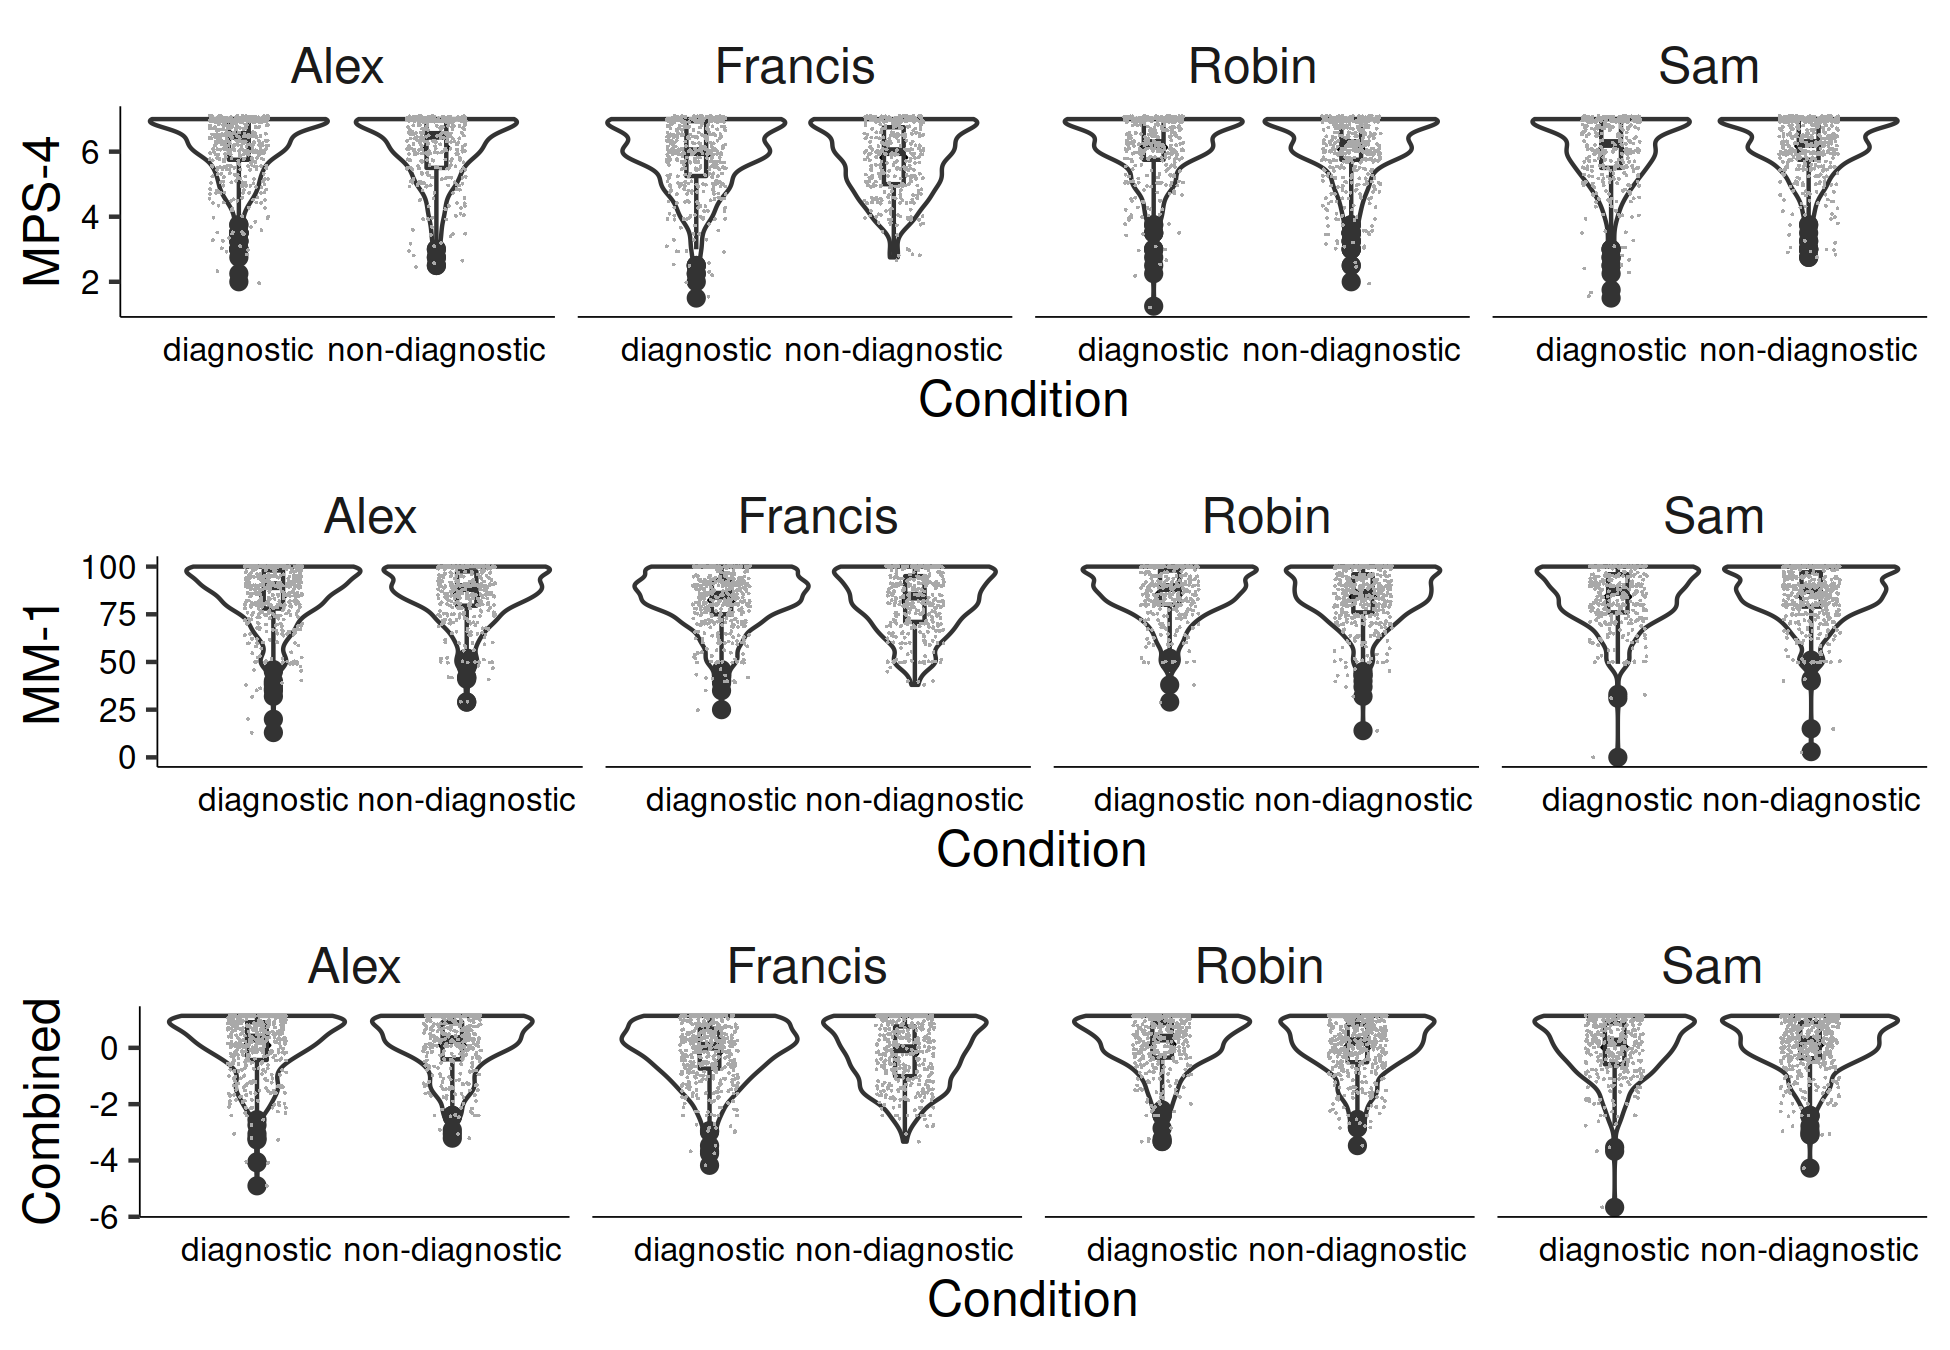 Alex Francis Robin Sam
MPS-4
6
4
2
diagnostic non-diagnostic diagnostic non-diagnostic diagnostic non-diagnostic diagnostic non-diagnostic
Condition
Alex Francis Robin Sam
MM-1
100
75
50
25
0
diagnostic non-diagnostic diagnostic non-diagnostic diagnostic non-diagnostic diagnostic non-diagnostic
Condition
Alex Francis Robin Sam
Combined
0
-2
-4
-6
diagnostic non-diagnostic diagnostic non-diagnostic diagnostic non-diagnostic diagnostic non-diagnostic
Condition